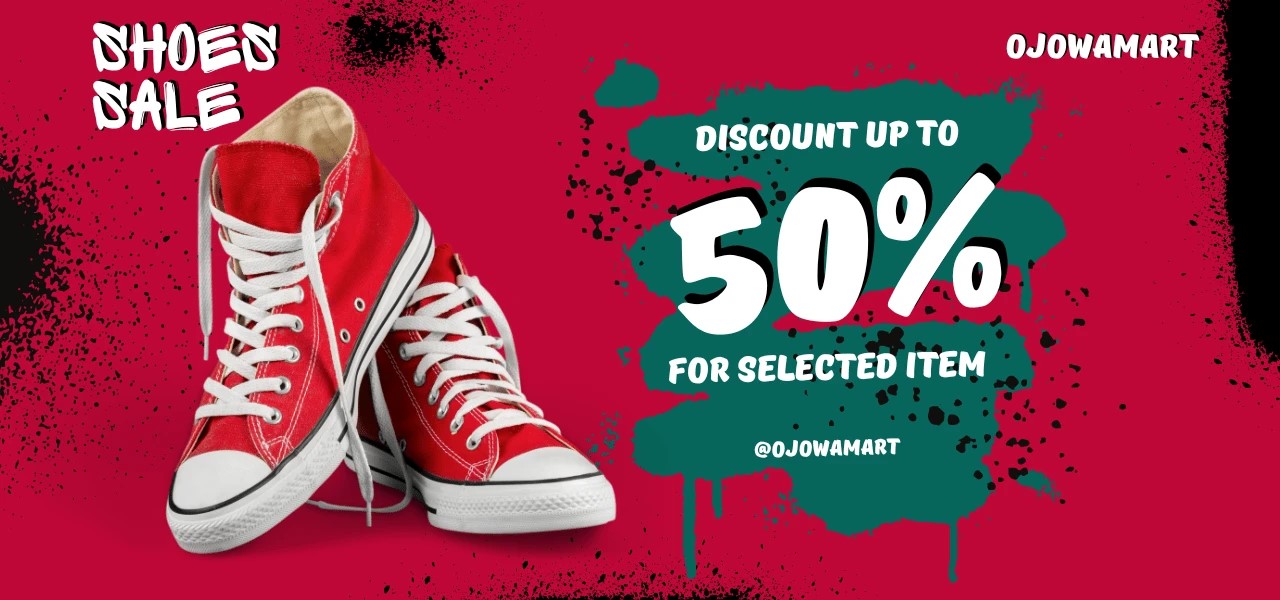 SHOES
SALE
OJOWAMART
DISCOUNT UP TO
50%
FOR SELECTED ITEM
@OJOWAMART